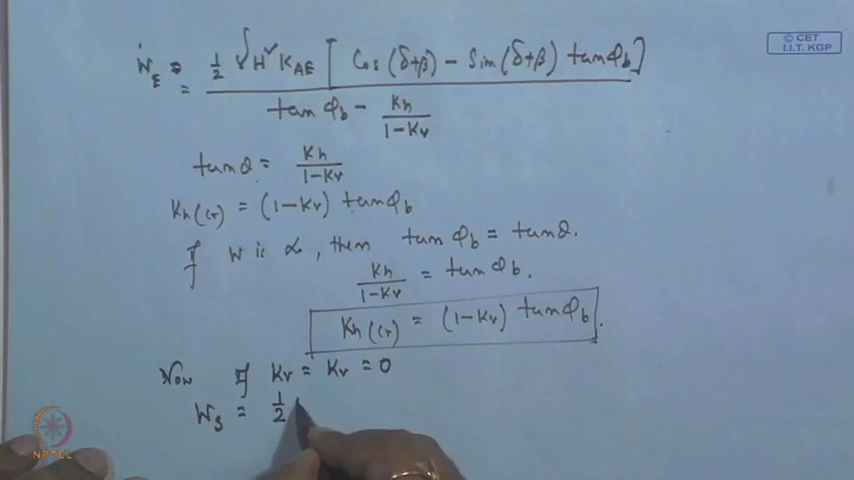 © CET
I.I.T. KGP
W_E = 1/2 γ H² K_AE [ Cos (δ+β) - Sin (δ+β) tan φ_b ]
tan φ_b - Kh / 1-Kv
tan θ = Kh / 1-Kv
Kh (cr) = (1-Kv) tan φ_b
If W is α, then tan φ_b = tan θ.
Kh / 1-Kv = tan φ_b.
Kh (cr) = (1-Kv) tan φ_b.
Now If Kv = Kv = 0
W_S = 1/2
NPTEL